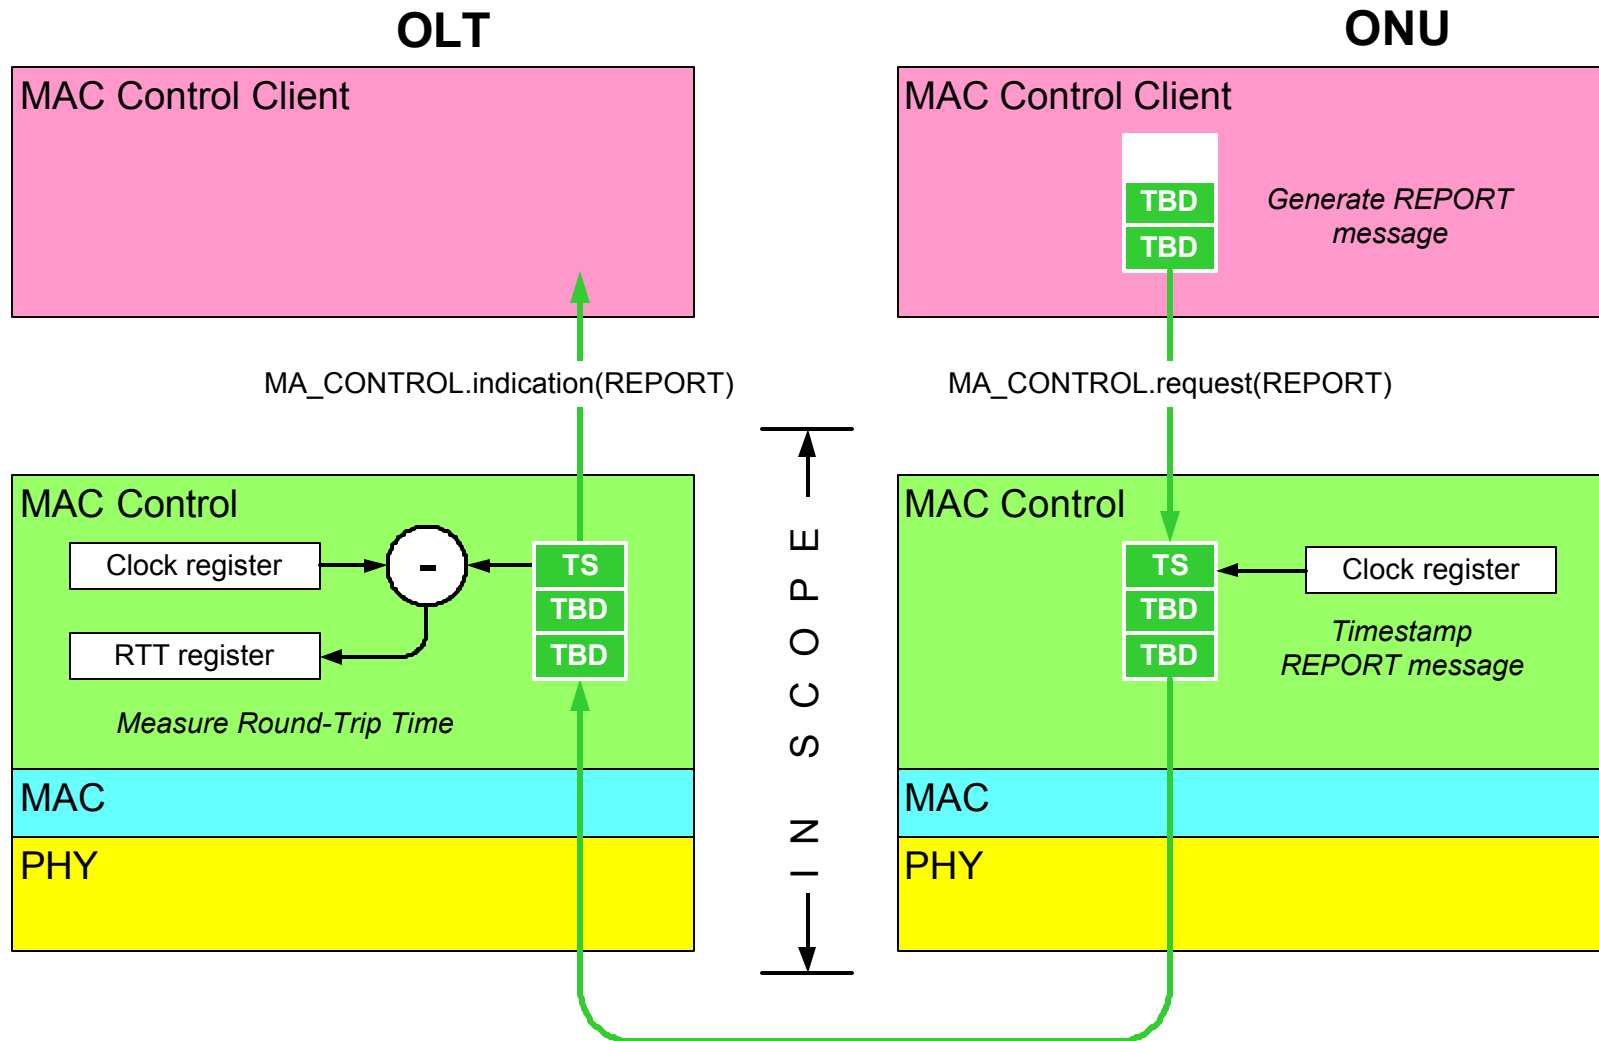 OLT
ONU
MAC Control Client
MAC Control Client
TBD
TBD
Generate REPORT
message
MA_CONTROL.indication(REPORT)
MA_CONTROL.request(REPORT)
IN SCOPE
MAC Control
Clock register
-
TS
TBD
TBD
RTT register
Measure Round-Trip Time
MAC Control
TS
TBD
TBD
Clock register
Timestamp
REPORT message
MAC
MAC
PHY
PHY